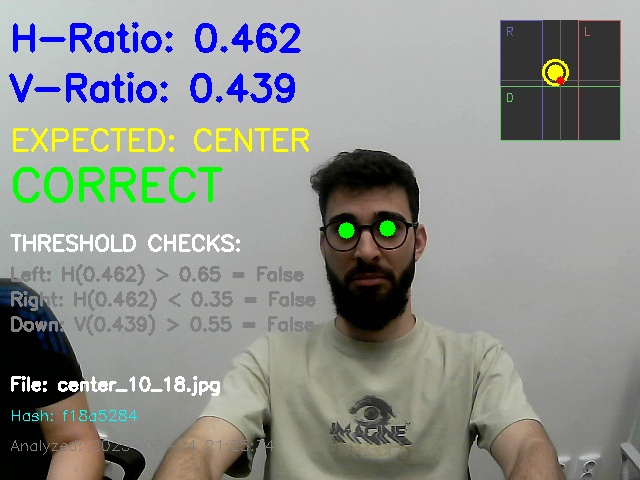 H-Ratio: 0.462
V-Ratio: 0.439
EXPECTED: CENTER
CORRECT
THRESHOLD CHECKS:
Left: H(0.462) > 0.65 = False
Right: H(0.462) < 0.35 = False
Down: V(0.439) > 0.55 = False
File: center_10_18.jpg
Hash: f18a5284
Analyzed:
R
L
D
IMAGINE